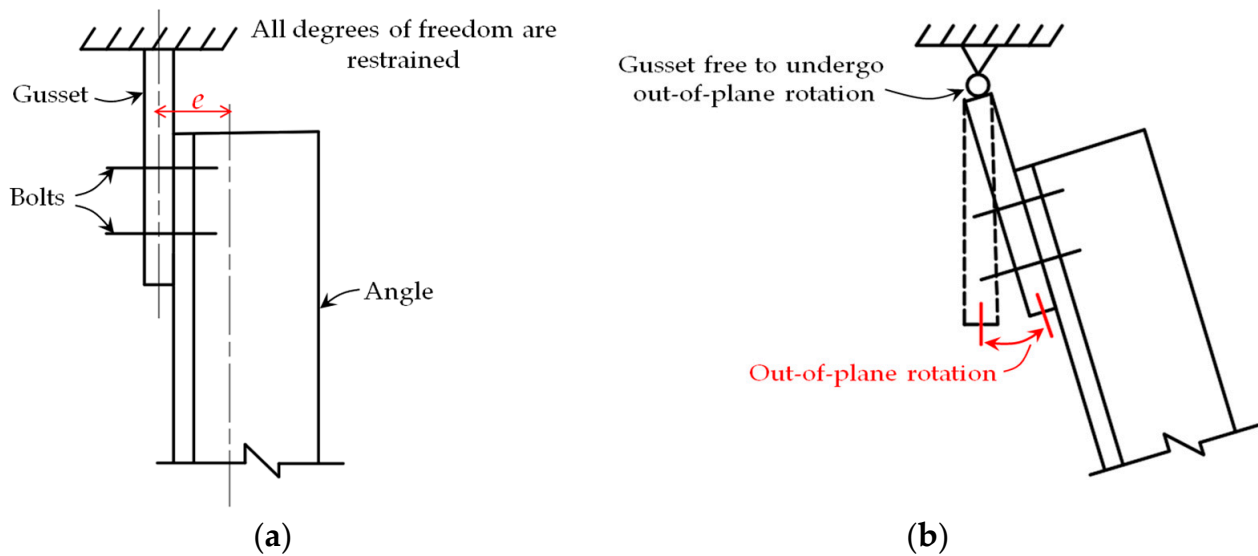 All degrees of freedom are
restrained
Gusset
e
Bolts
Angle
(a)
Gusset free to undergo
out-of-plane rotation
Out-of-plane rotation
(b)